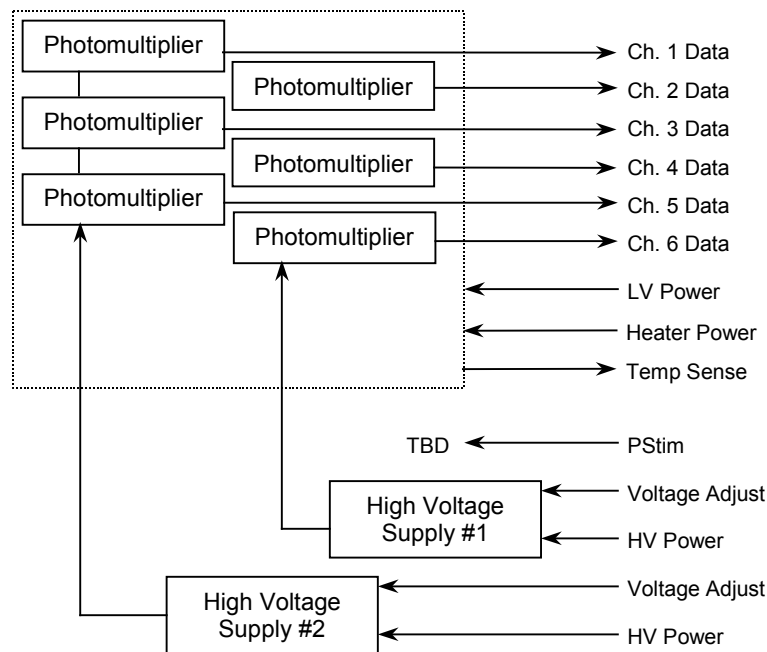 Photomultiplier
Ch. 1 Data
Photomultiplier
Ch. 2 Data
Photomultiplier
Ch. 3 Data
Photomultiplier
Ch. 4 Data
Photomultiplier
Ch. 5 Data
Photomultiplier
Ch. 6 Data
LV Power
Heater Power
Temp Sense
TBD
PStim
High Voltage
Supply #1
Voltage Adjust
HV Power
High Voltage
Supply #2
Voltage Adjust
HV Power